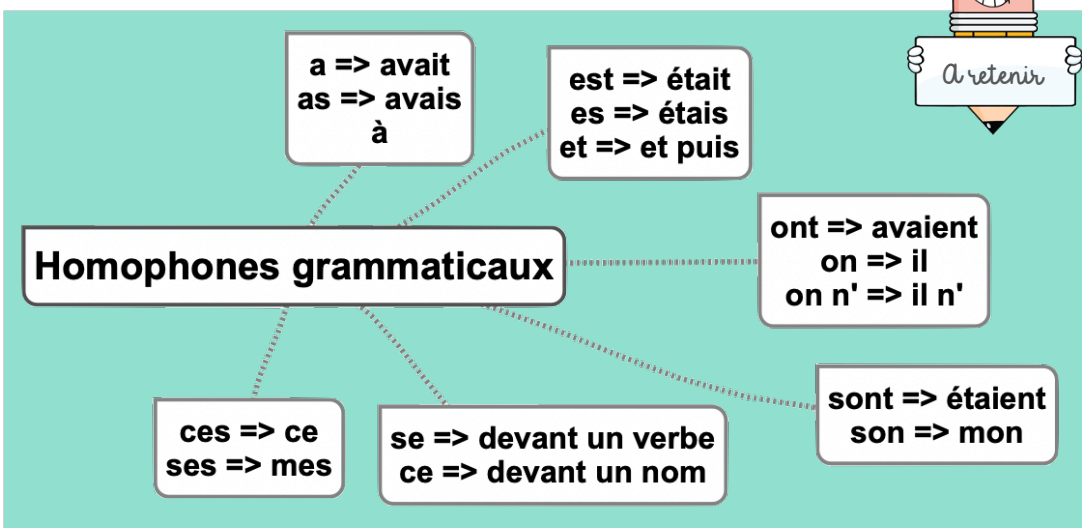 A retenir
a => avait
as => avais
à
est => était
es => étais
et => et puis
Homophones grammaticaux
ont => avaient
on => il
on n' => il n'
sont => étaient
son => mon
ces => ce
ses => mes
se => devant un verbe
ce => devant un nom